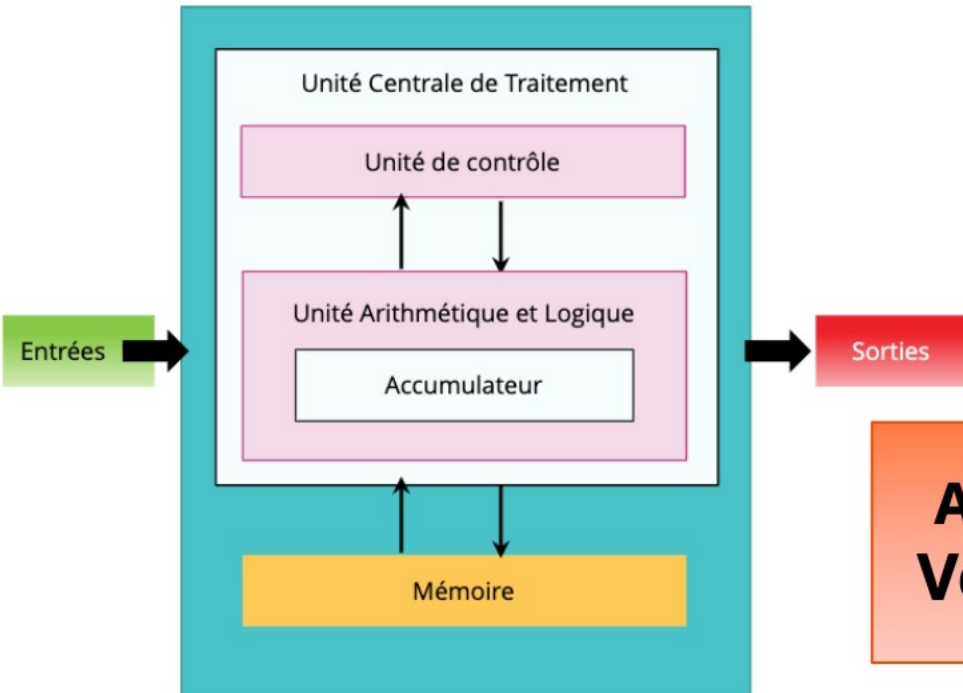 Unité Centrale de Traitement
Unité de contrôle
Unité Arithmétique et Logique
Accumulateur
Entrées
Sorties
Mémoire